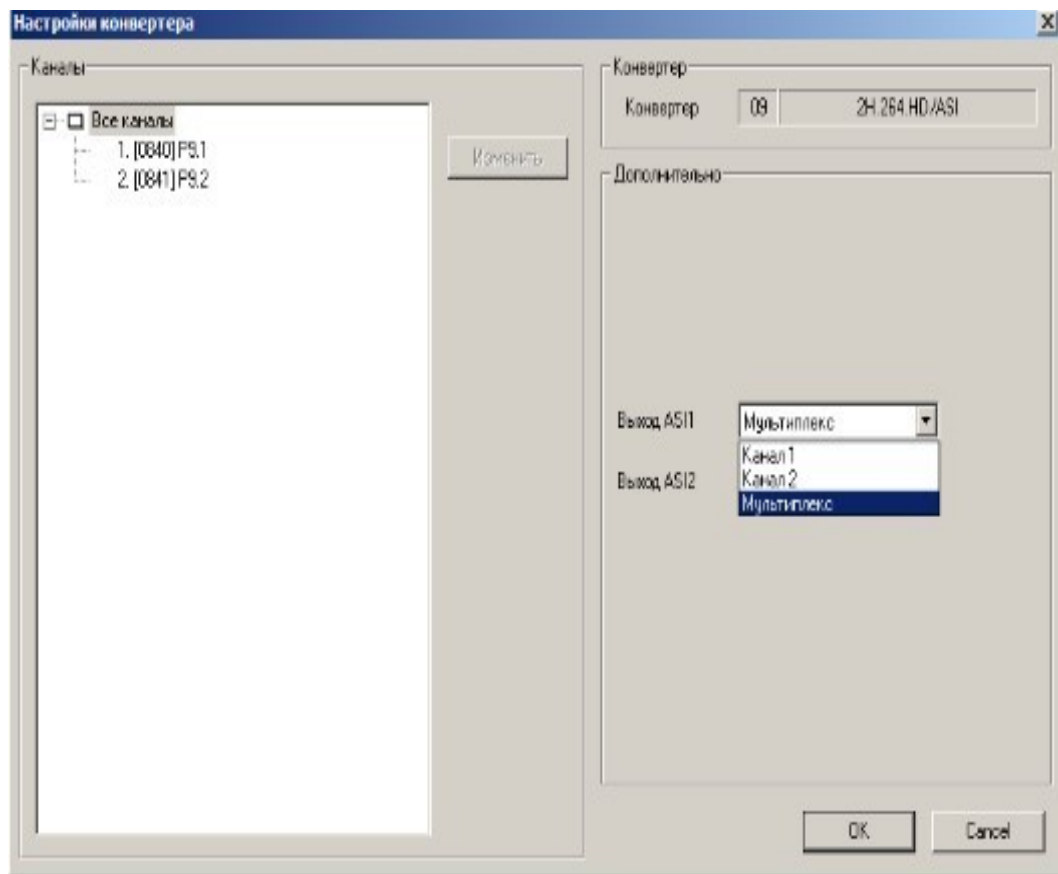 Настройки конвертера
Каналы
Все каналы
1. [0840] P9.1
2. [0841] P9.2
Изменить
Конвертер
Конвертер 09 2H.264.HD/ASI
Дополнительно
Выход ASI1 Мультиплекс
Канал 1
Канал 2
Мультиплекс
Выход ASI2
OK Cancel